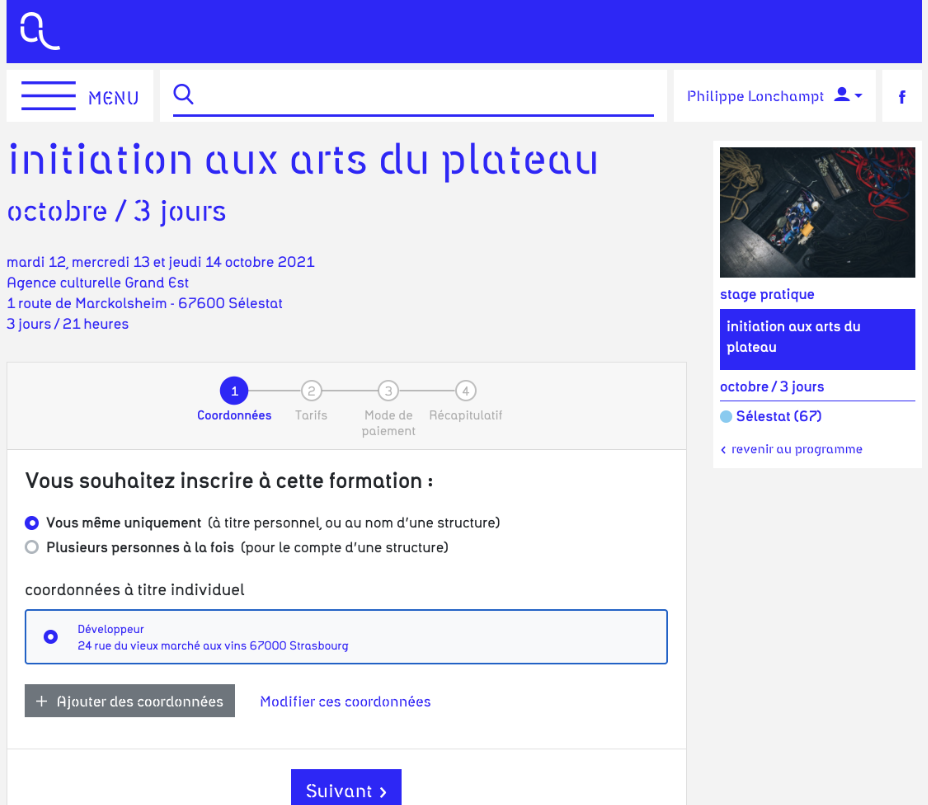 MENU
Philippe Lonchampt
f
initiation aux arts du plateau
octobre / 3 jours
mardi 12, mercredi 13 et jeudi 14 octobre 2021
Agence culturelle Grand Est
1 route de Marckolsheim - 67600 Sélestat
3 jours / 21 heures
1 2 3 4
Coordonnées Tarifs Mode de Récapitulatif
paiement
Vous souhaitez inscrire à cette formation :
Vous même uniquement (à titre personnel, ou au nom d'une structure)
Plusieurs personnes à la fois (pour le compte d'une structure)
coordonnées à titre individuel
Développeur
24 rue du vieux marché aux vins 67000 Strasbourg
+ Ajouter des coordonnées
Modifier ces coordonnées
Suivant ›
stage pratique
initiation aux arts du
plateau
octobre / 3 jours
Sélestat (67)
‹ revenir au programme